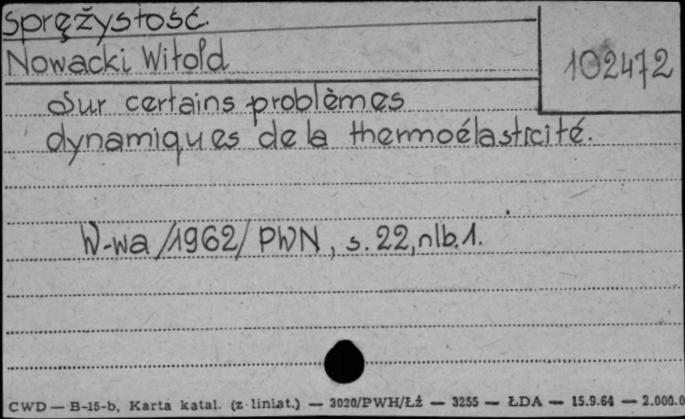 Sprężystość.
Nowacki Witold
102472
Sur certains problèmes
dynamiques de la thermoélasticité.
W-wa /1962/ PWN, s. 22, nlb. 1.
CWD — B-15-b, Karta katal. (z liniat.) — 3020/PWH/Łź — 3255 — ŁDA — 15.9.64 — 2.000.0